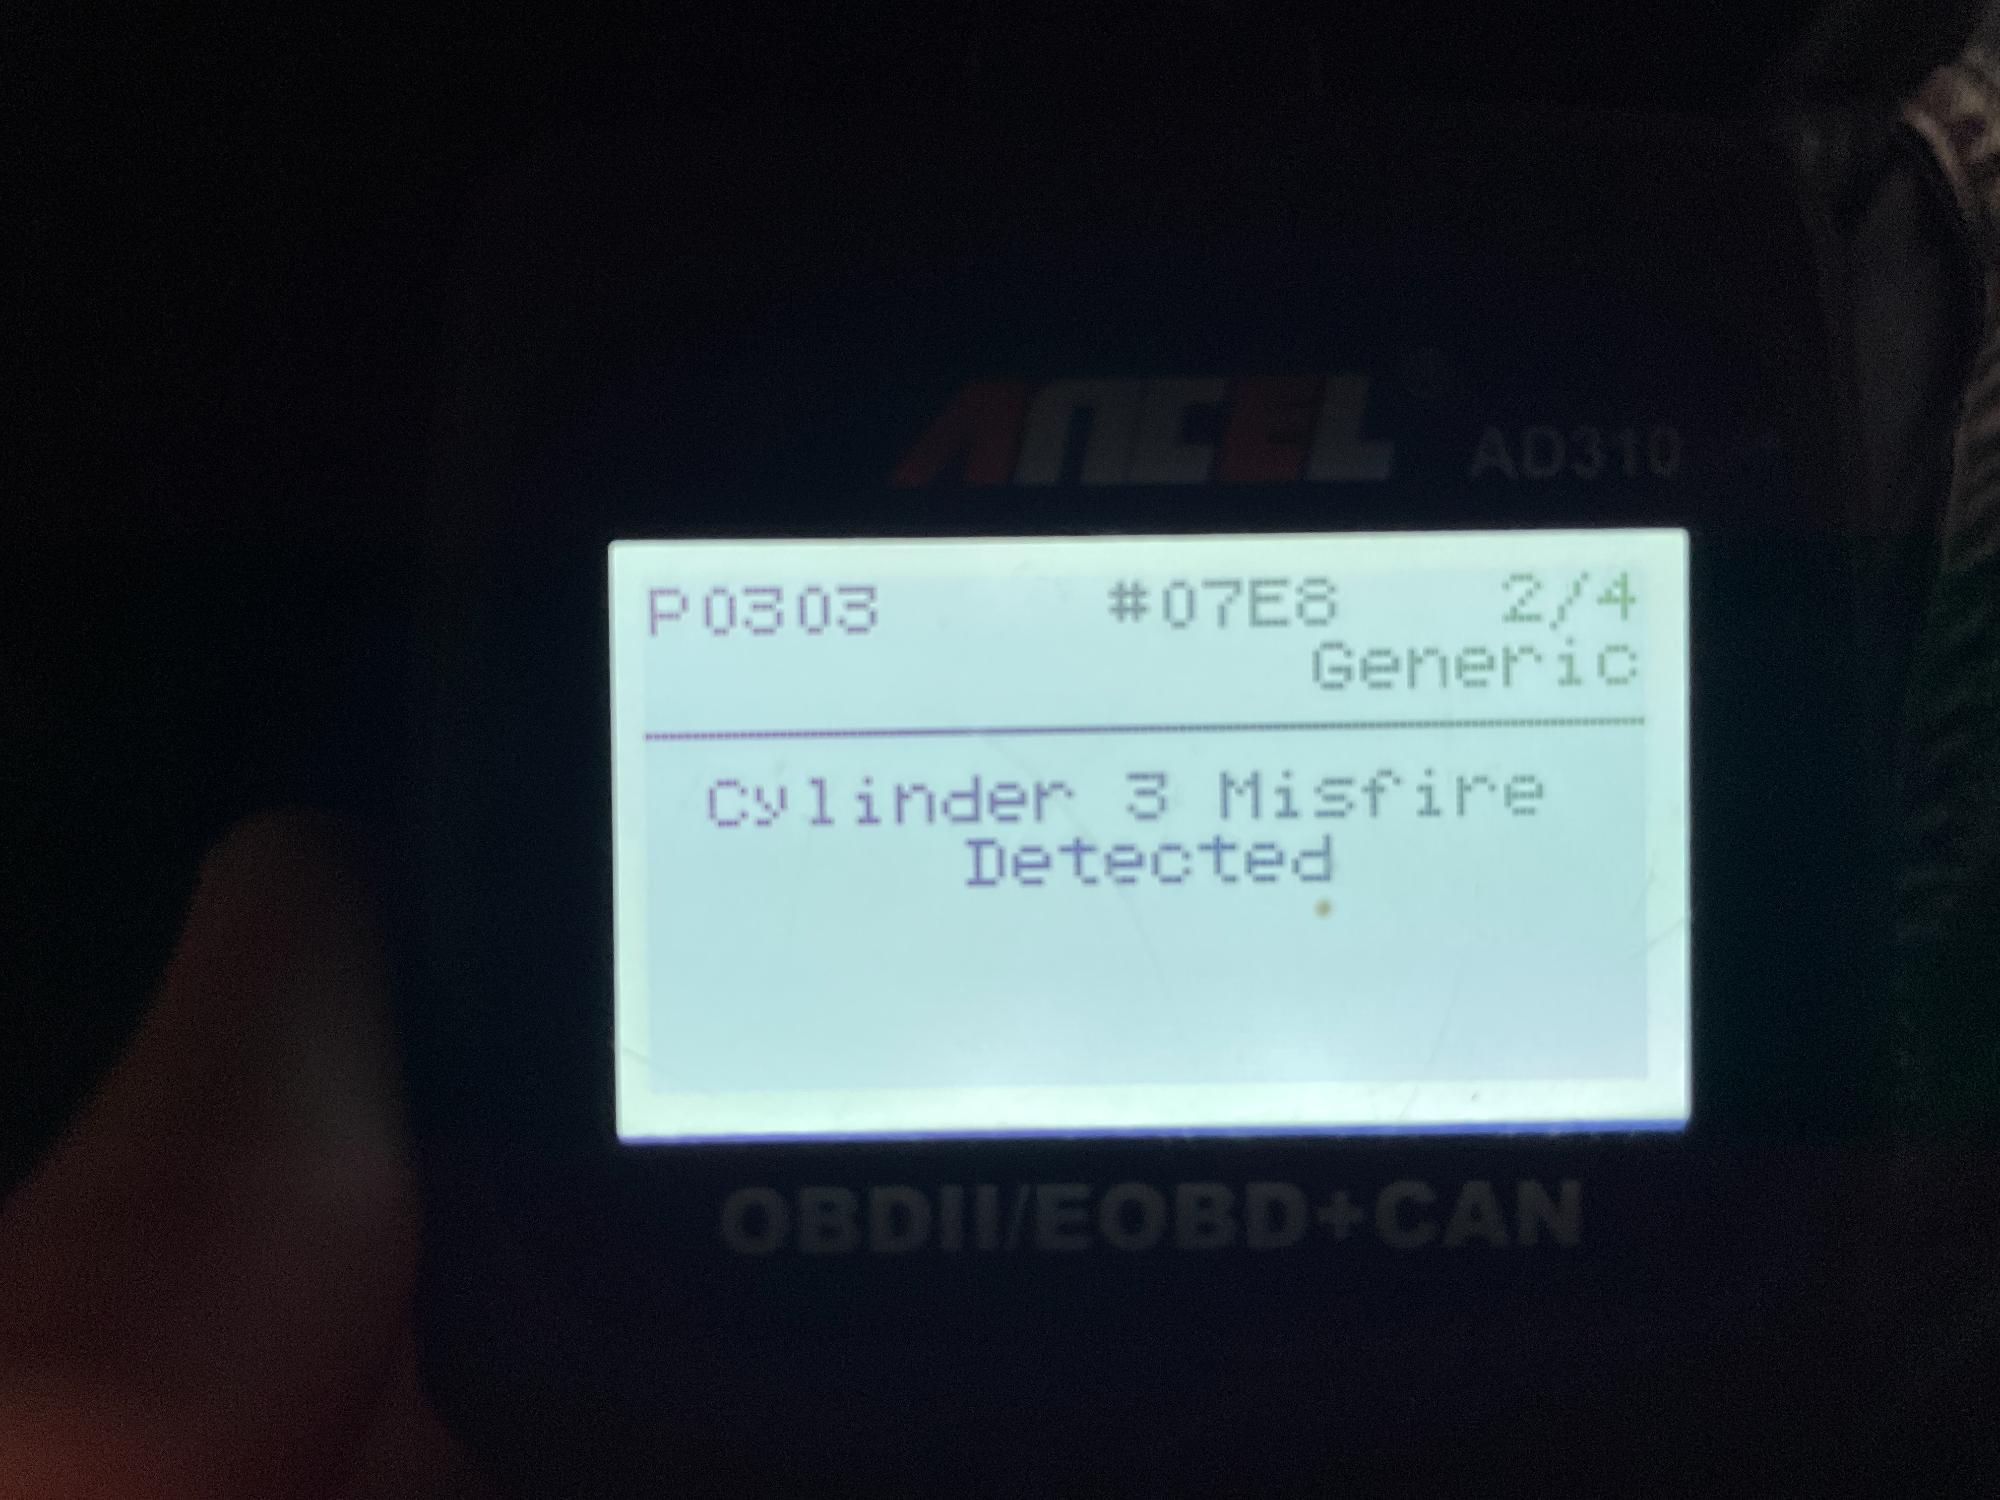 ANCEL AD310
P0303 #07E8 2/4
Generic
Cylinder 3 Misfire
Detected
OBDII/EOBD+CAN